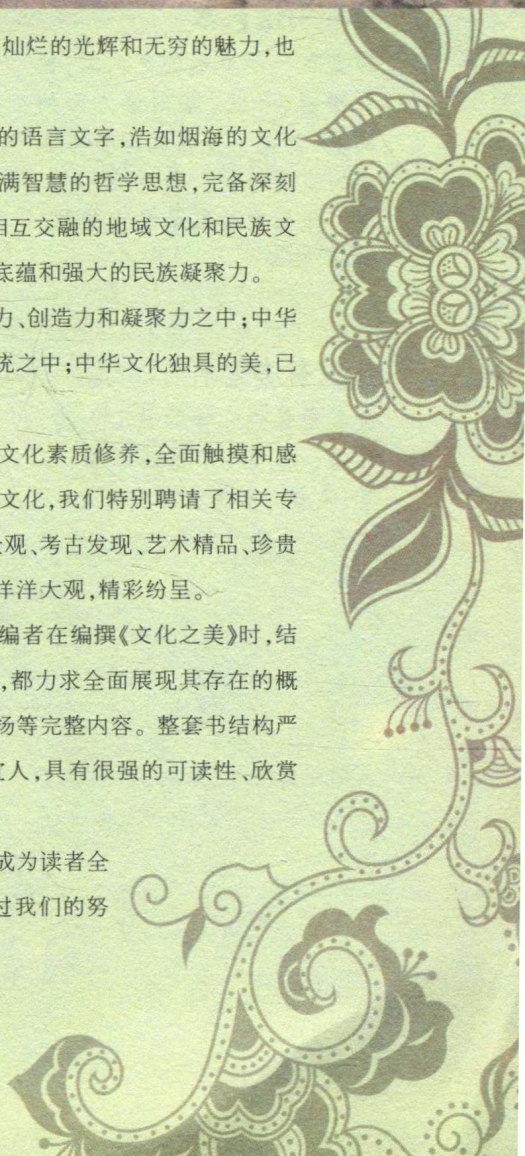 灿烂的光辉和无穷的魅力,也
的语言文字,浩如烟海的文化
满智慧的哲学思想,完备深刻
相互交融的地域文化和民族文
底蕴和强大的民族凝聚力。
力、创造力和凝聚力之中;中华
统之中;中华文化独具的美,已
文化素质修养,全面触摸和感
文化,我们特别聘请了相关专
观、考古发现、艺术精品、珍贵
洋洋大观,精彩纷呈。
编者在编撰《文化之美》时,结
,都力求全面展现其存在的概
扬等完整内容。整套书结构严
人,具有很强的可读性、欣赏
成为读者全
过我们的努